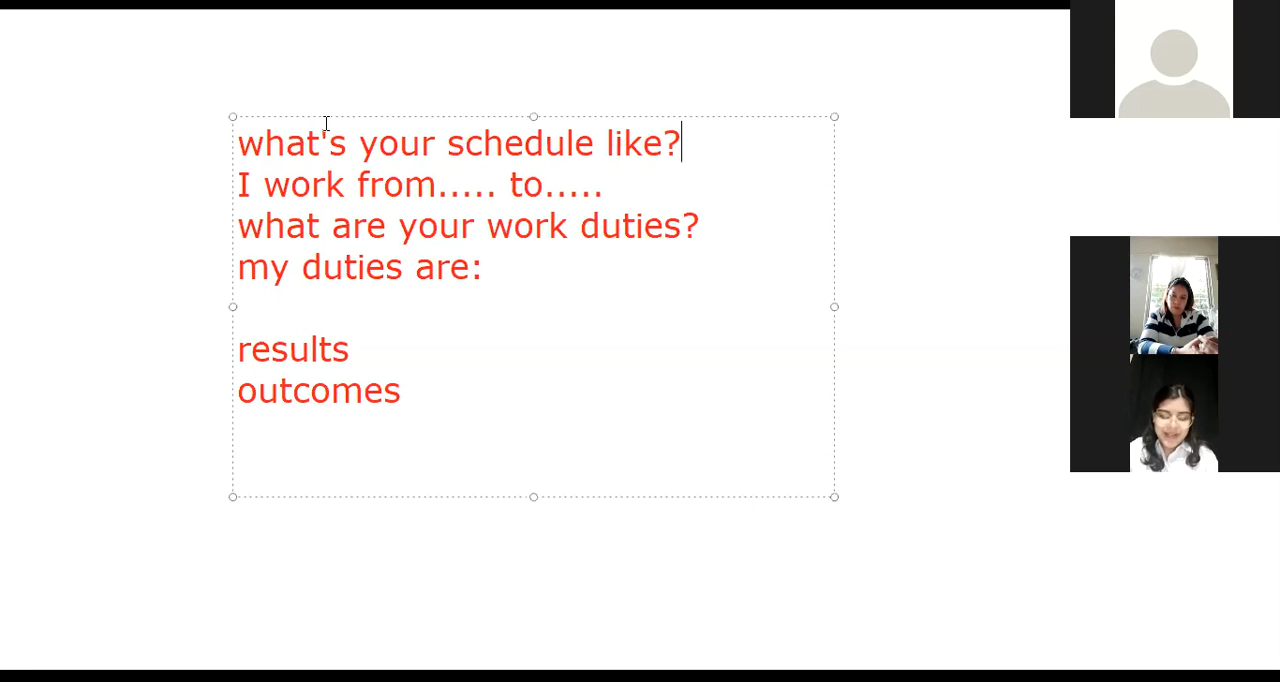 what's your schedule like?
I work from..... to.....
what are your work duties?
my duties are:
results
outcomes